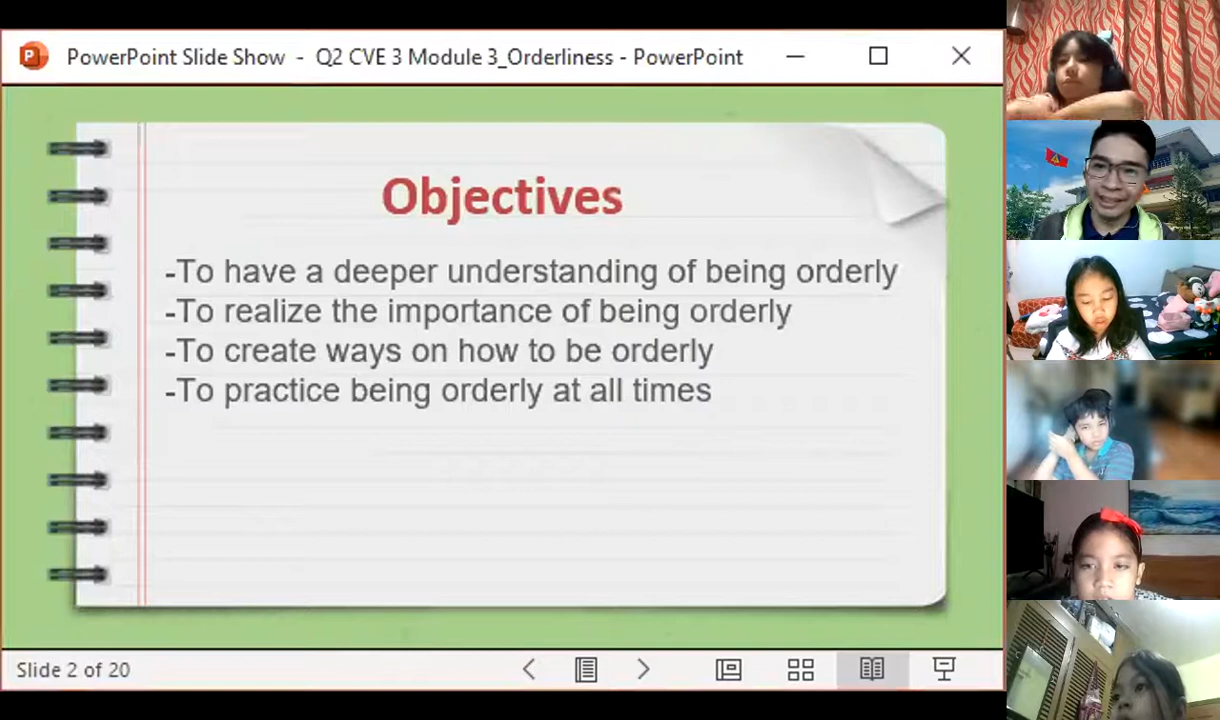 PowerPoint Slide Show - Q2 CVE 3 Module 3_Orderliness - PowerPoint
Objectives
-To have a deeper understanding of being orderly
-To realize the importance of being orderly
-To create ways on how to be orderly
-To practice being orderly at all times
Slide 2 of 20